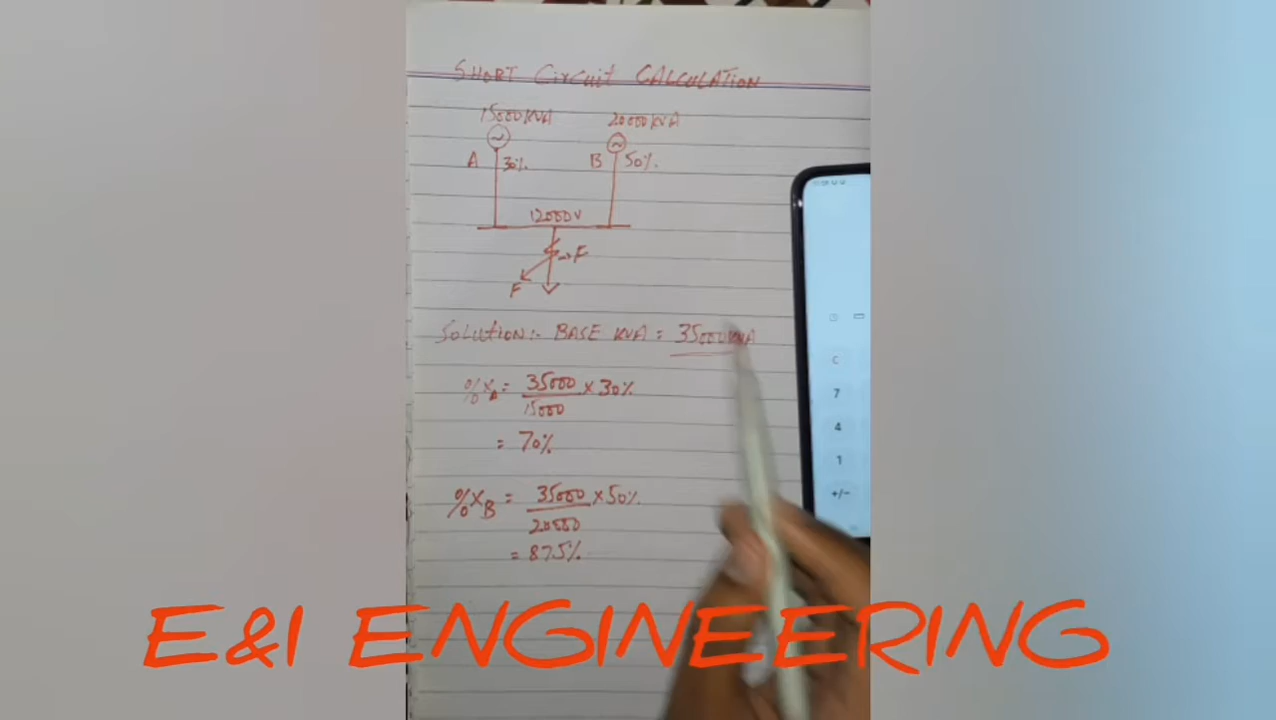 SHORT Circuit CALCULATION
15000KVA 20000KVA
A 30% B 50%
12000V
F
F
Solution:- BASE KVA = 35000KVA
%XA = 35000 × 30%
15000
= 70%
%XB = 35000 × 50%
20000
= 87.5%
C
7
4
1
+/-
E&I ENGINEERING